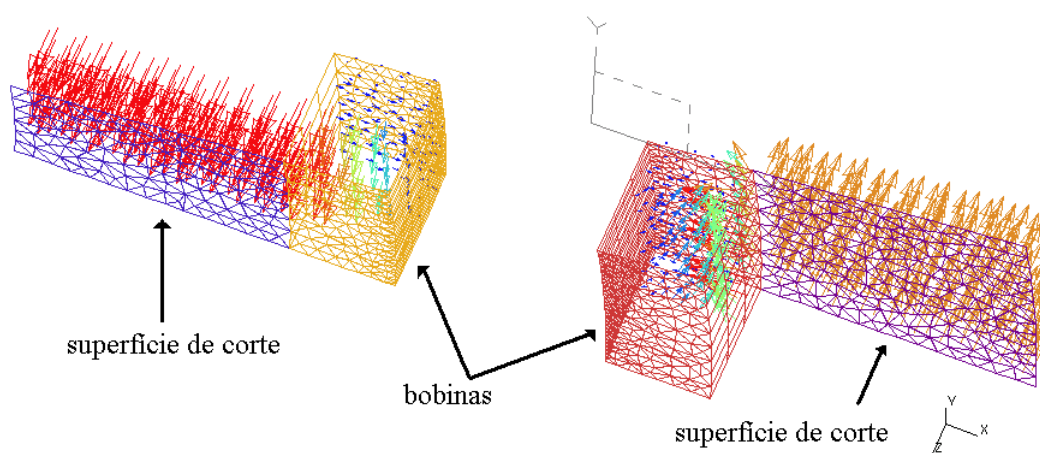 Y
superfície de corte
bobinas
superfície de corte
Y
X
Z